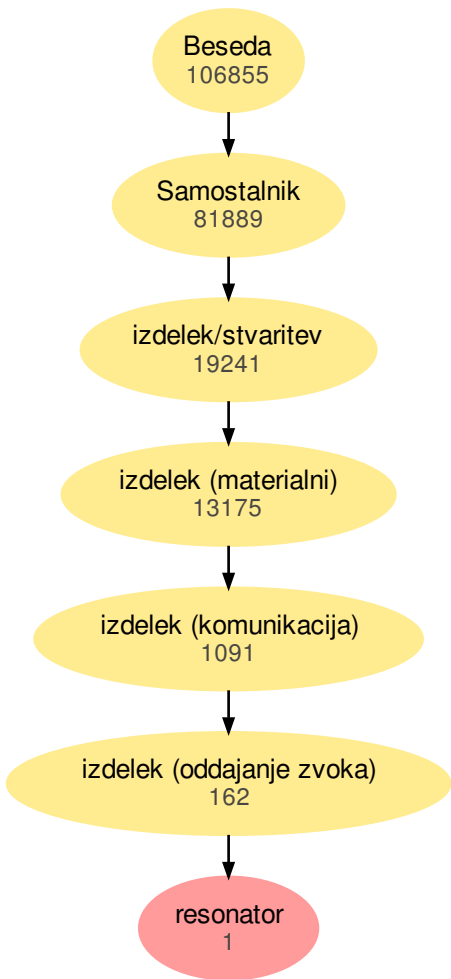 Beseda
106855
Samostalnik
81889
izdelek/stvaritev
19241
izdelek (materialni)
13175
izdelek (komunikacija)
1091
izdelek (oddajanje zvoka)
162
resonator
1